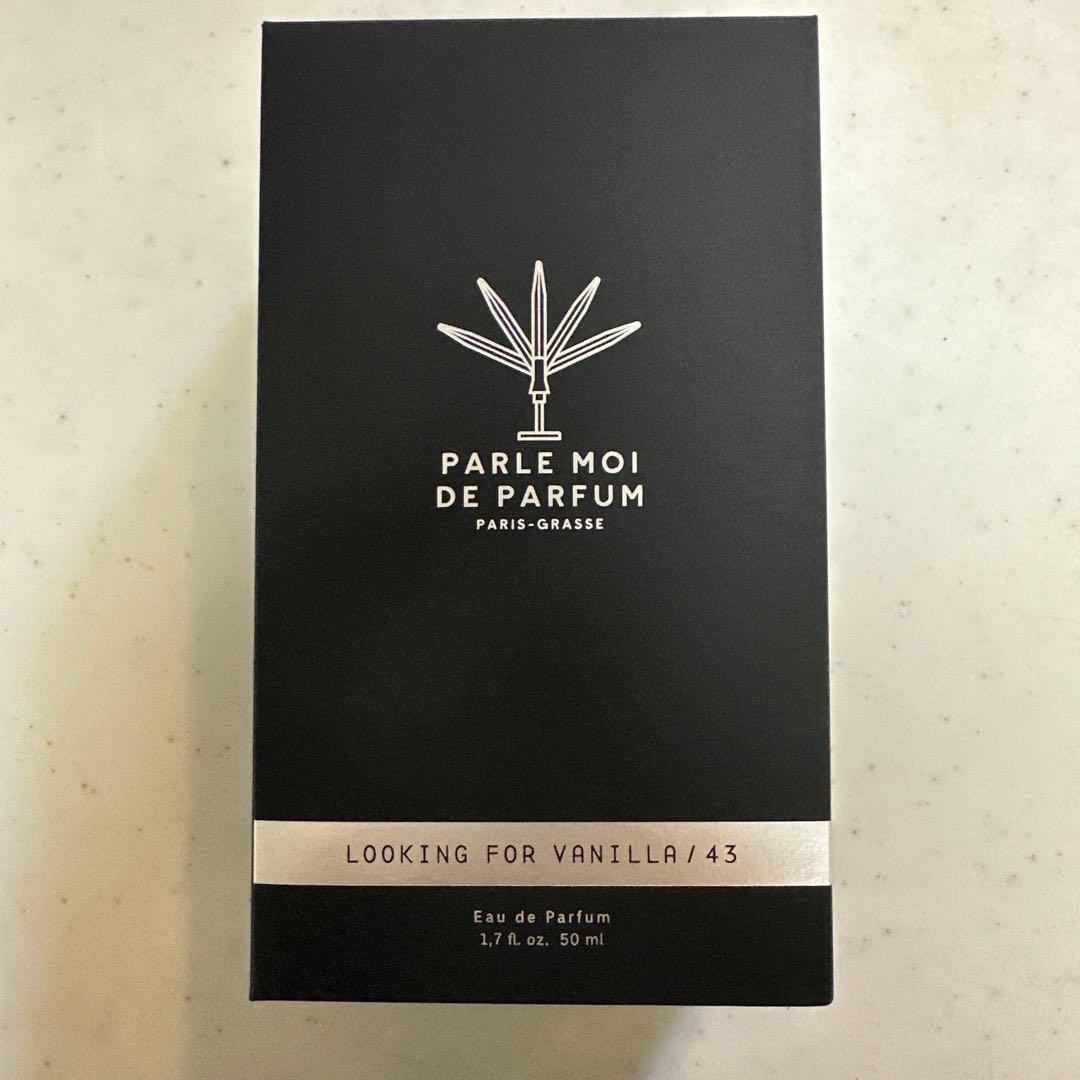 PARLE MOI
DE PARFUM
PARIS-GRASSE
LOOKING FOR VANILLA / 43
Eau de Parfum
1,7 fl. oz. 50 ml